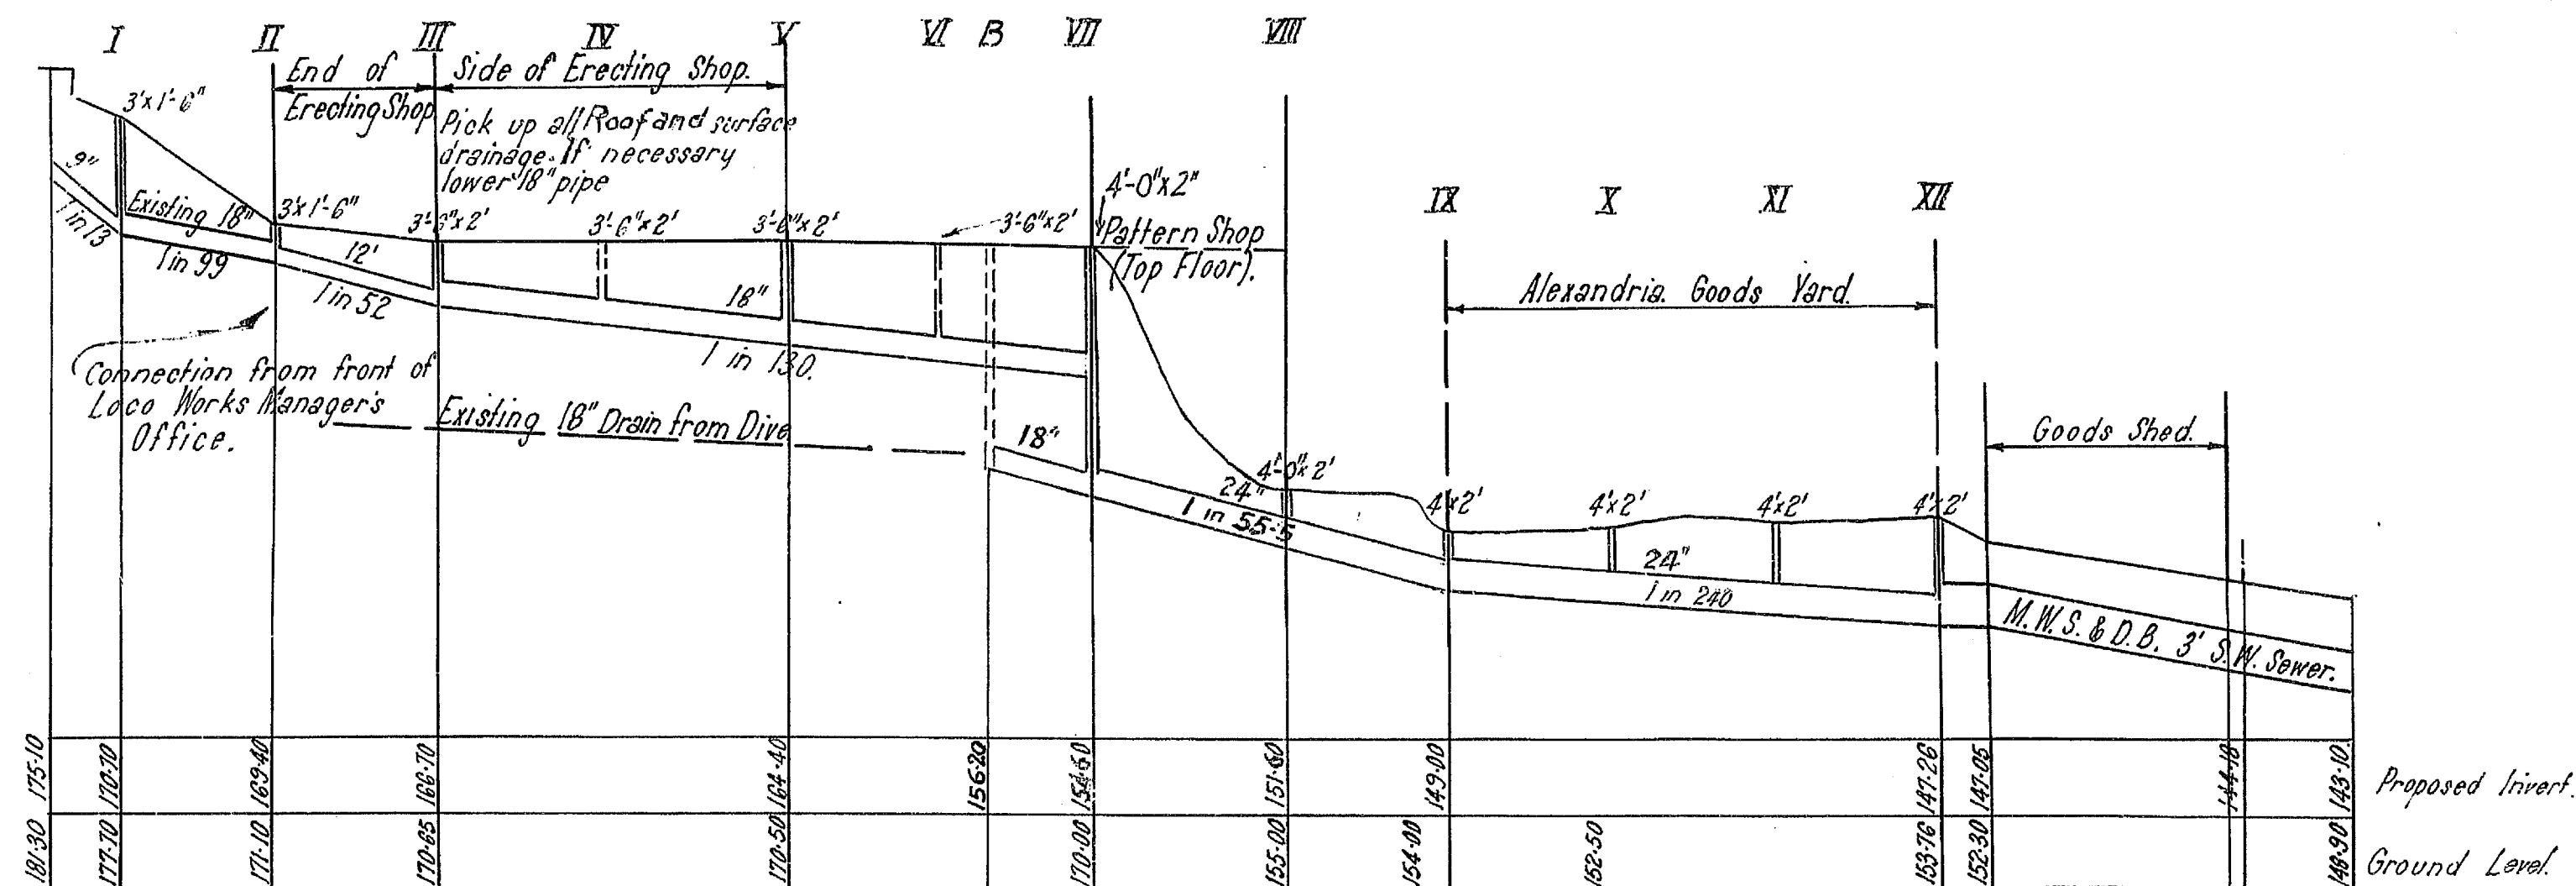 I II III IV V VI B VII VIII
End of
Erecting Shop
Side of Erecting Shop.
Pick up all Roof and surface
drainage. If necessary
lower 18" pipe
3'x1'-6"
9"
1 in 13
Existing 18"
1 in 99
3'x1'-6"
12'
1 in 52
3'-6"x2'
3'-6"x2'
3'-6"x2'
3'-6"x2'
18"
1 in 130.
4'-0"x2"
Pattern Shop
(Top Floor).
Connection from front of
Loco Works Manager's
Office.
Existing 18" Drain from Dive
18"
24"
1 in 55·5
4'-0"x2'
IX X XI XII
Alexandria Goods Yard.
4'x2'
4'x2'
4'x2'
4'x2'
24"
1 in 240
Goods Shed.
M.W.S. & D.B. 3' S.W. Sewer.
175·10 170·10 169·40 166·70 164·40 156·20 154·60 151·60 149·00 147·26 147·05 144·18 143·10 Proposed Invert.
181·30 177·70 171·10 170·65 170·50 170·00 155·00 154·00 152·50 153·76 152·30 148·90 Ground Level.